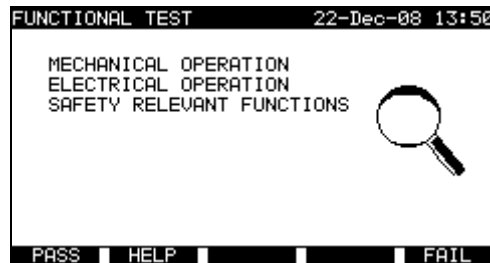 FUNCTIONAL TEST 22-Dec-08 13:50
MECHANICAL OPERATION
ELECTRICAL OPERATION
SAFETY RELEVANT FUNCTIONS
PASS HELP FAIL